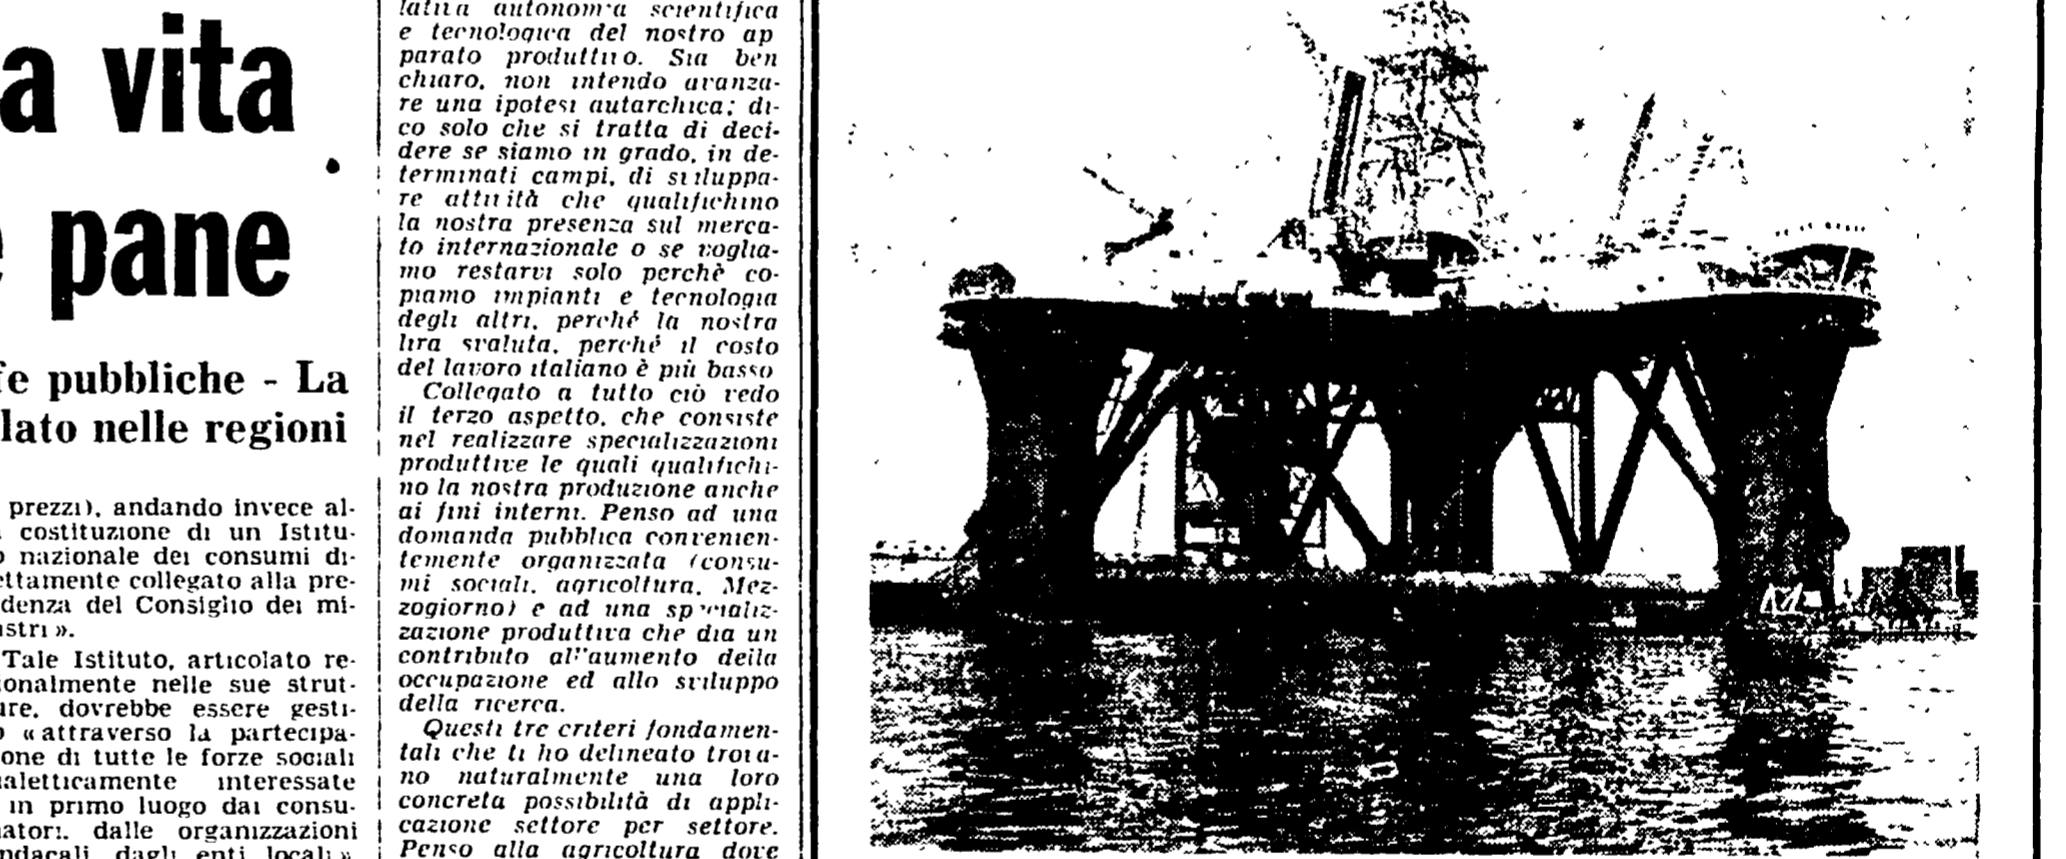 a vita
e pane
fe pubbliche - La
lato nelle regioni
prezzi), andando invece al-
costituzione di un Istitu-
o nazionale dei consumi di-
ettamente collegato alla pre-
denza del Consiglio dei mi-
istri ».
Tale Istituto, articolato re-
ionalmente nelle sue strut-
ure, dovrebbe essere gesti-
o « attraverso la partecipa-
one di tutte le forze sociali
ialetticamente interessate
in primo luogo dai consu-
natori, dalle organizzazioni
indacali, dagli enti locali »
lativa autonomia scientifica
e tecnologica del nostro ap
parato produttivo. Sia ben
chiaro, non intendo avanza-
re una ipotesi autarchica; di-
co solo che si tratta di deci-
dere se siamo in grado, in de-
terminati campi, di sviluppa-
re attività che qualifichino
la nostra presenza sul merca-
to internazionale o se voglia-
mo restarvi solo perchè co-
piamo impianti e tecnologia
degli altri, perché la nostra
lira svaluta, perché il costo
del lavoro italiano è più basso
Collegato a tutto ciò vedo
il terzo aspetto, che consiste
nel realizzare specializzazioni
produttive le quali qualifichi-
no la nostra produzione anche
ai fini interni. Penso ad una
domanda pubblica convenien-
temente organizzata (consu-
mi sociali, agricoltura, Mez-
zogiorno) e ad una specializ-
zazione produttiva che dia un
contributo all'aumento della
occupazione ed allo sviluppo
della ricerca.
Questi tre criteri fondamen-
tali che ti ho delineato trova-
no naturalmente una loro
concreta possibilità di appli-
cazione settore per settore.
Penso alla agricoltura dove